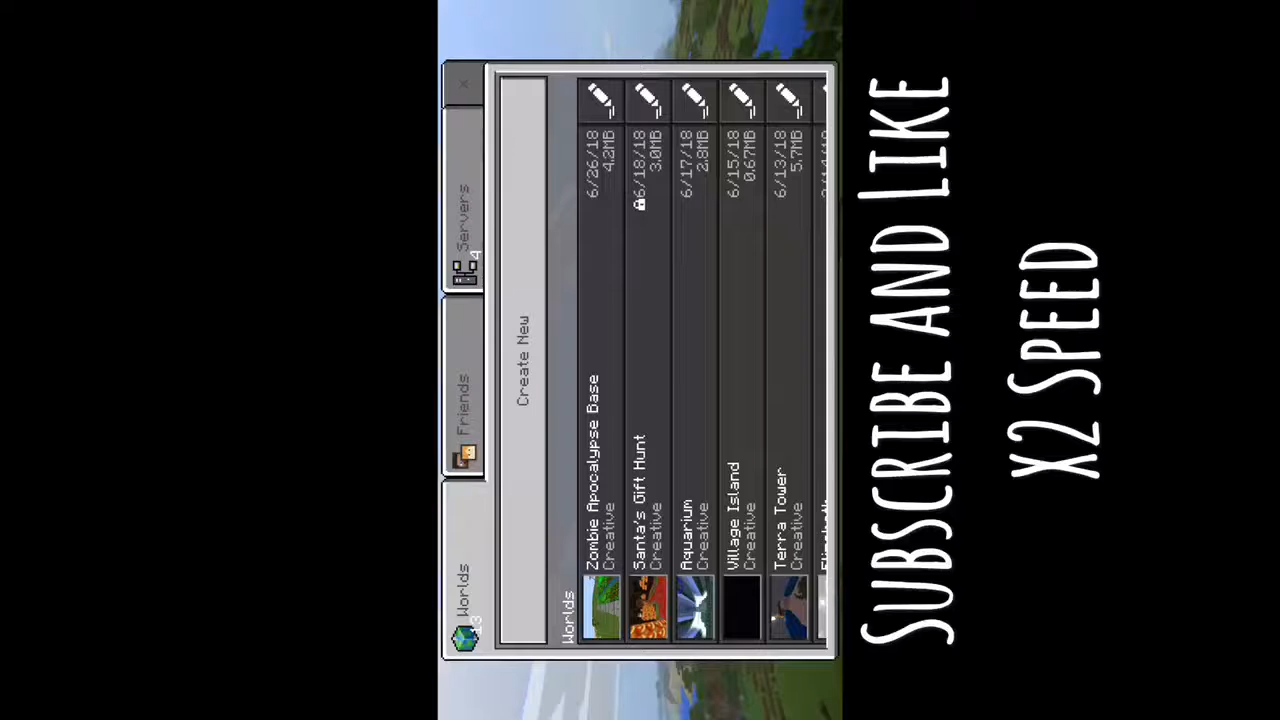 Worlds
13
Friends
Servers
4
x
Create New
Worlds
Zombie Apocalypse Base
Creative
6/26/18
4.2MB
Santa's Gift Hunt
Creative
6/18/18
3.0MB
Aquarium
Creative
6/17/18
2.8MB
Village Island
Creative
6/15/18
0.67MB
Terra Tower
Creative
6/13/18
5.7MB
SUBSCRIBE AND LIKE
X2 SPEED